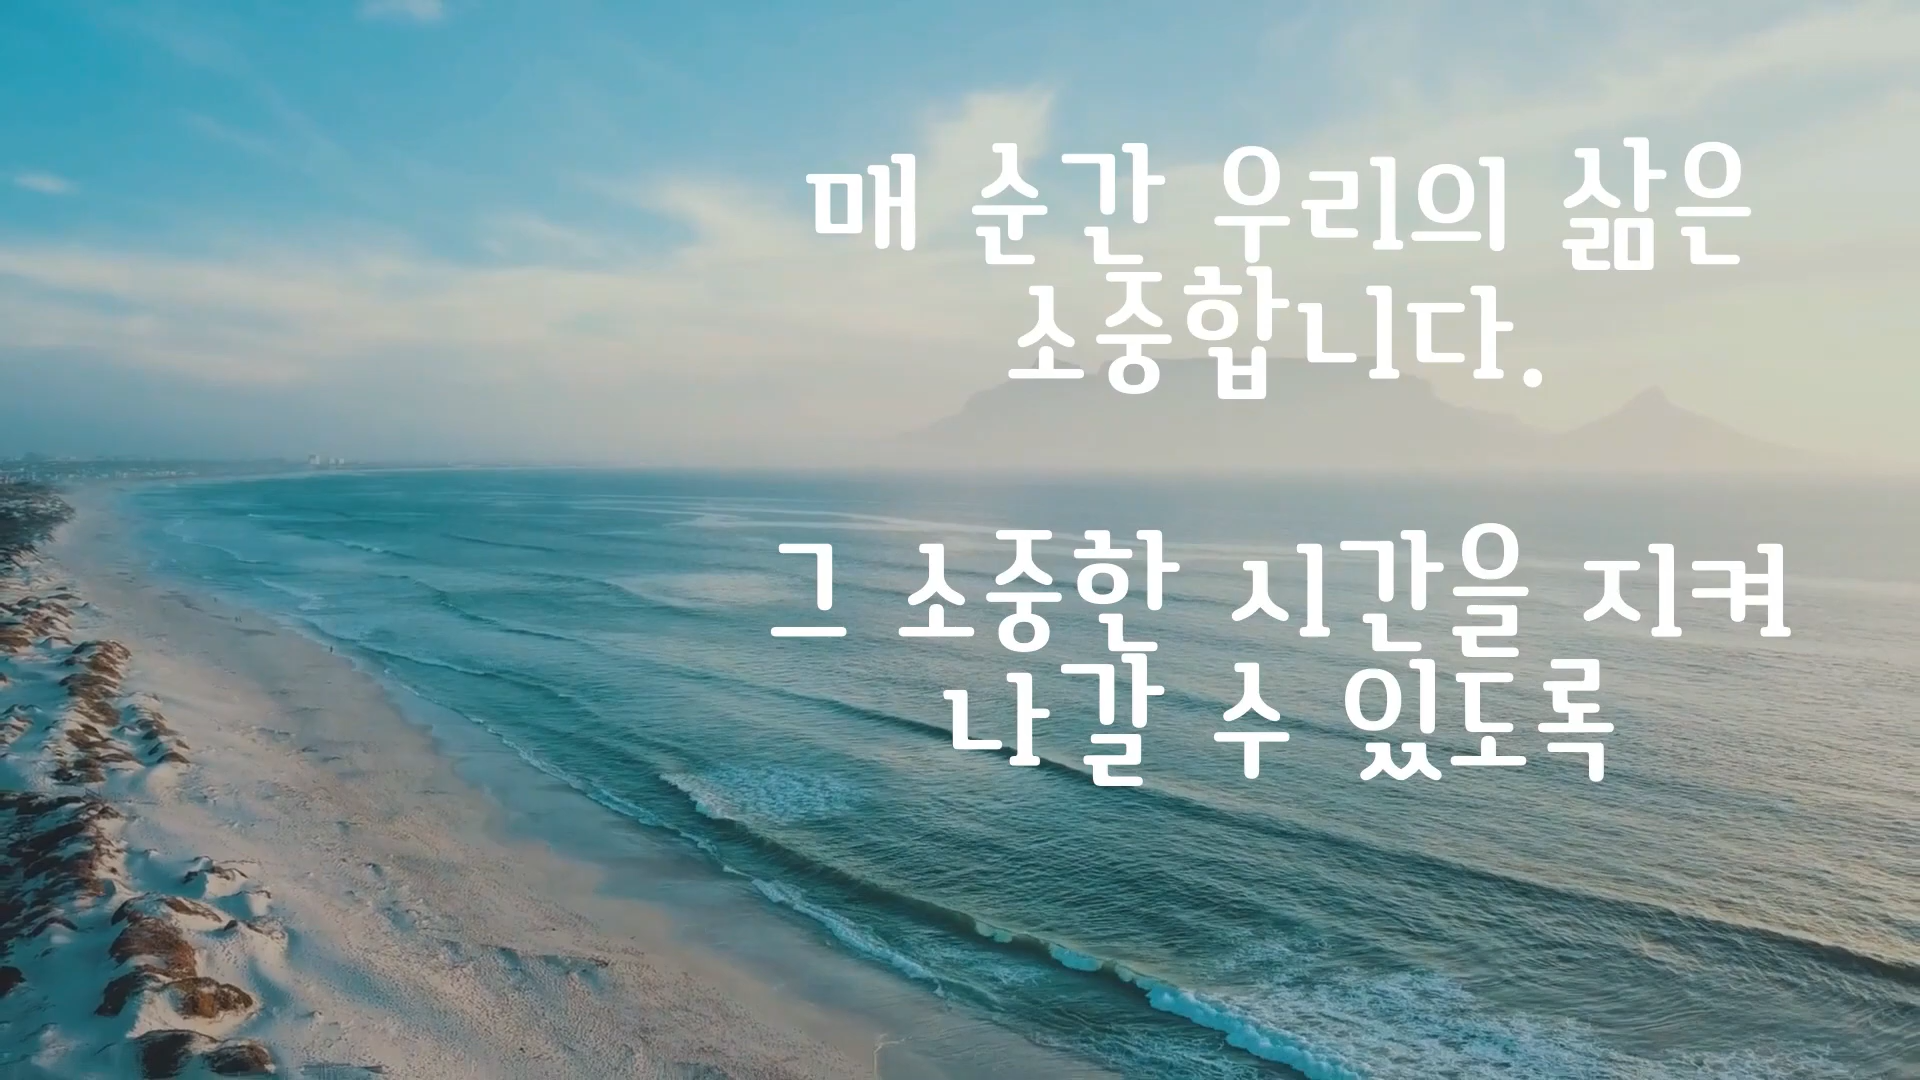 매 순간 우리의 삶은
소중합니다.
그 소중한 시간을 지켜
나갈 수 있도록